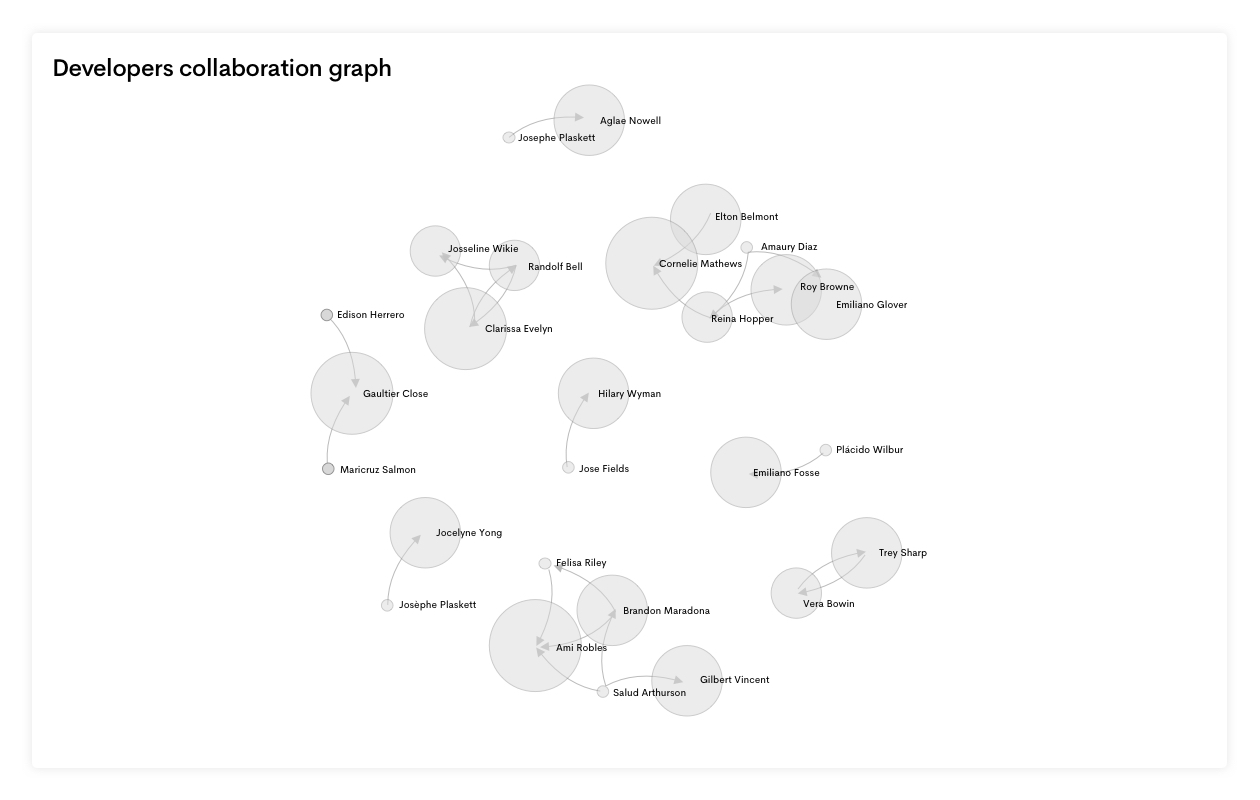 Developers collaboration graph
Aglae Nowell
Josephe Plaskett
Elton Belmont
Josseline Wikie
Amaury Diaz
Cornelie Mathews
Randolf Bell
Roy Browne
Emiliano Glover
Edison Herrero
Reina Hopper
Clarissa Evelyn
Gaultier Close
Hilary Wyman
Plácido Wilbur
Maricruz Salmon
Jose Fields
Emiliano Fosse
Jocelyne Yong
Trey Sharp
Felisa Riley
Josèphe Plaskett
Vera Bowin
Brandon Maradona
Ami Robles
Gilbert Vincent
Salud Arthurson